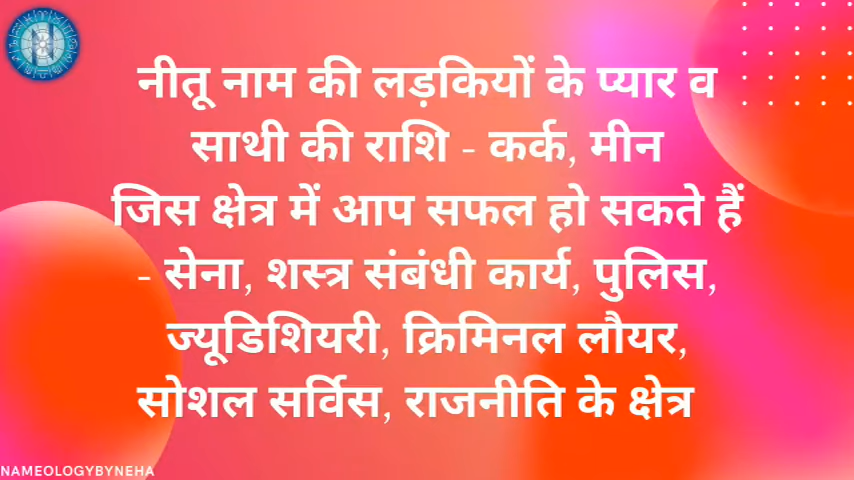 नीतू नाम की लड़कियों के प्यार व
साथी की राशि - कर्क, मीन
जिस क्षेत्र में आप सफल हो सकते हैं
- सेना, शस्त्र संबंधी कार्य, पुलिस,
ज्यूडिशियरी, क्रिमिनल लौयर,
सोशल सर्विस, राजनीति के क्षेत्र
NAMEOLOGYBYNEHA